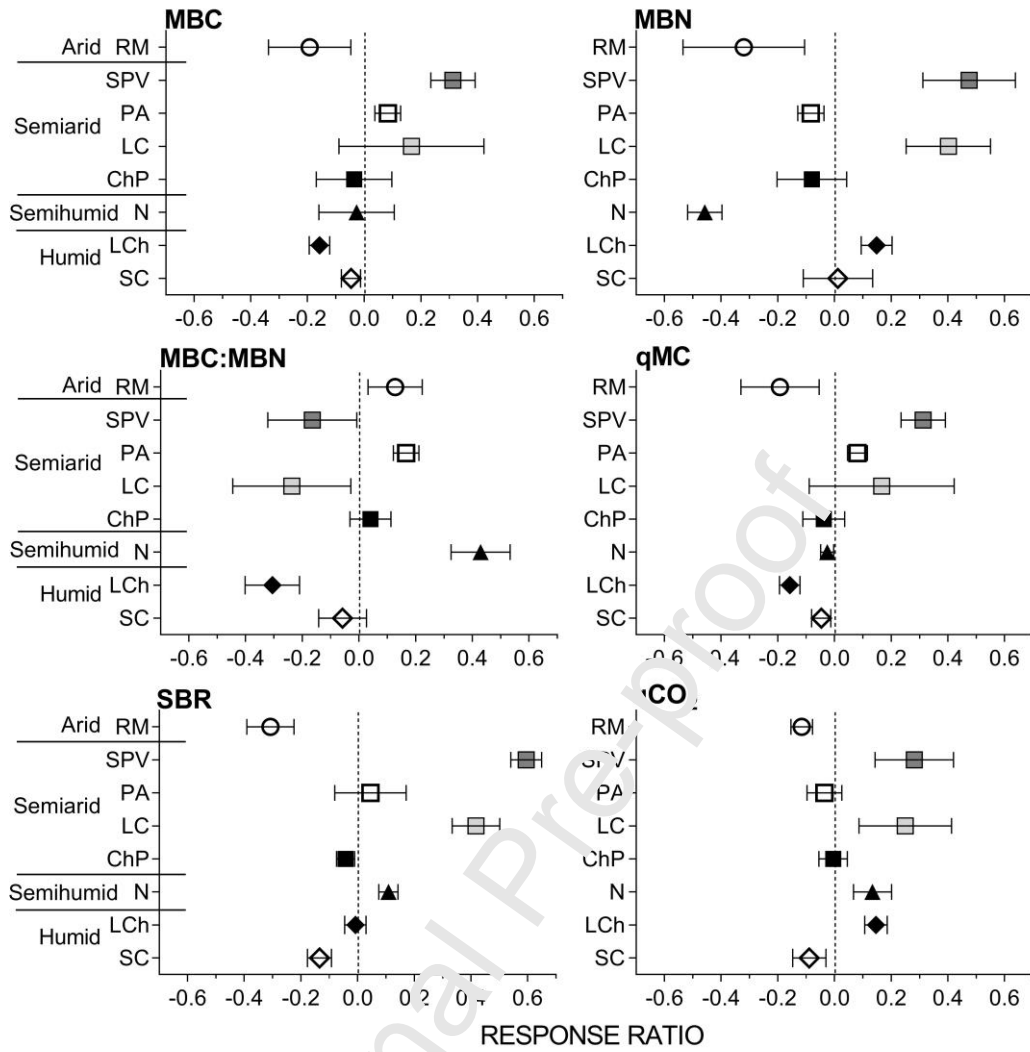 MBC
MBN
Arid RM
SPV
PA
Semiarid
LC
ChP
Semihumid N
LCh
Humid
SC
-0.6 -0.4 -0.2 0.0 0.2 0.4 0.6
RM
SPV
PA
LC
ChP
N
LCh
SC
-0.6 -0.4 -0.2 0.0 0.2 0.4 0.6
MBC:MBN
qMC
Arid RM
SPV
PA
Semiarid
LC
ChP
Semihumid N
LCh
Humid
SC
-0.6 -0.4 -0.2 0.0 0.2 0.4 0.6
RM
SPV
PA
LC
ChP
N
LCh
SC
-0.6 -0.4 -0.2 0.0 0.2 0.4 0.6
SBR
qCO2
Arid RM
SPV
PA
Semiarid
LC
ChP
Semihumid N
LCh
Humid
SC
-0.6 -0.4 -0.2 0.0 0.2 0.4 0.6
RM
SPV
PA
LC
ChP
N
LCh
SC
-0.6 -0.4 -0.2 0.0 0.2 0.4 0.6
RESPONSE RATIO
nal Pre-proof